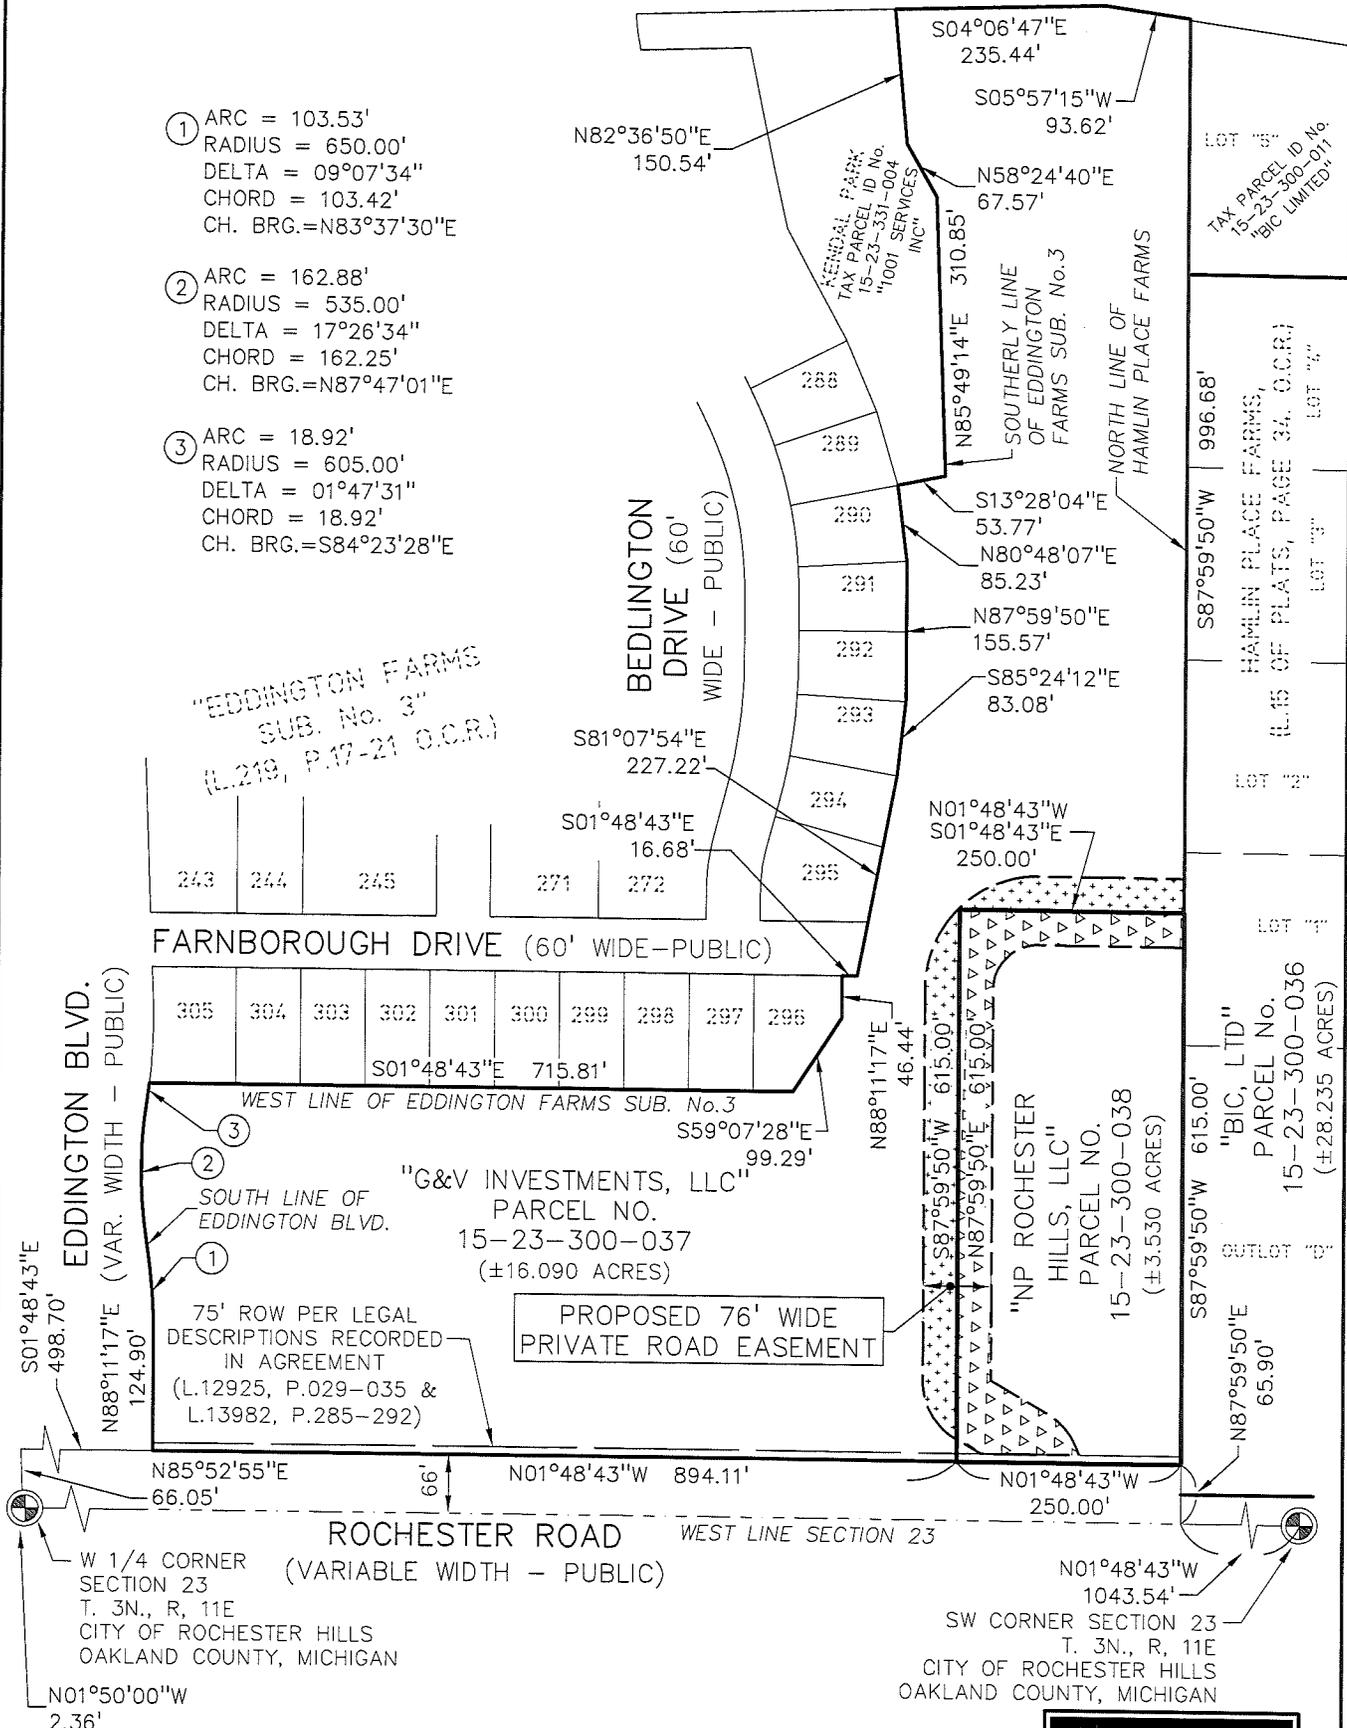 S04°06'47"E
235.44'
S05°57'15"W
93.62'
① ARC = 103.53'
RADIUS = 650.00'
DELTA = 09°07'34"
CHORD = 103.42'
CH. BRG.=N83°37'30"E
② ARC = 162.88'
RADIUS = 535.00'
DELTA = 17°26'34"
CHORD = 162.25'
CH. BRG.=N87°47'01"E
③ ARC = 18.92'
RADIUS = 605.00'
DELTA = 01°47'31"
CHORD = 18.92'
CH. BRG.=S84°23'28"E
N82°36'50"E
150.54'
KENDAL PARK
TAX PARCEL ID No.
15-23-331-004
"1001 SERVICES
INC"
N58°24'40"E
67.57'
LOT "5"
TAX PARCEL ID No.
15-23-300-011
"BIC LIMITED"
N85°49'14"E 310.85'
SOUTHERLY LINE
OF EDDINGTON
FARMS SUB. No.3
NORTH LINE OF
HAMLIN PLACE FARMS
S87°59'50"W 996.68'
HAMLIN PLACE FARMS,
(L.15 OF PLATS, PAGE 34. O.C.R.)
LOT "4"
LOT "3"
LOT "2"
LOT "1"
288
289
290
291
292
293
294
295
BEDLINGTON
DRIVE (60'
WIDE - PUBLIC)
S13°28'04"E
53.77'
N80°48'07"E
85.23'
N87°59'50"E
155.57'
S85°24'12"E
83.08'
"EDDINGTON FARMS
SUB. No. 3"
(L.219, P.17-21 O.C.R.)
S81°07'54"E
227.22'
S01°48'43"E
16.68'
N01°48'43"W
S01°48'43"E
250.00'
243
244
245
271
272
FARNBOROUGH DRIVE (60' WIDE-PUBLIC)
305
304
303
302
301
300
299
298
297
296
S01°48'43"E 715.81'
WEST LINE OF EDDINGTON FARMS SUB. No.3
N88°11'17"E
46.44'
S59°07'28"E
99.29'
EDDINGTON BLVD.
(VAR. WIDTH - PUBLIC)
③
②
SOUTH LINE OF
EDDINGTON BLVD.
①
"G&V INVESTMENTS, LLC"
PARCEL NO.
15-23-300-037
(±16.090 ACRES)
S87°59'50"W 615.00'
N87°59'50"E 615.00'
"NP ROCHESTER
HILLS, LLC"
PARCEL NO.
15-23-300-038
(±3.530 ACRES)
S87°59'50"W 615.00'
"BIC, LTD"
PARCEL No.
15-23-300-036
(±28.235 ACRES)
OUTLOT "D"
PROPOSED 76' WIDE
PRIVATE ROAD EASEMENT
75' ROW PER LEGAL
DESCRIPTIONS RECORDED
IN AGREEMENT
(L.12925, P.029-035 &
L.13982, P.285-292)
S01°48'43"E
498.70'
N88°11'17"E
124.90'
N87°59'50"E
65.90'
N85°52'55"E
66.05'
66'
N01°48'43"W 894.11'
N01°48'43"W
250.00'
ROCHESTER ROAD
(VARIABLE WIDTH - PUBLIC)
WEST LINE SECTION 23
W 1/4 CORNER
SECTION 23
T. 3N., R, 11E
CITY OF ROCHESTER HILLS
OAKLAND COUNTY, MICHIGAN
N01°48'43"W
1043.54'
SW CORNER SECTION 23
T. 3N., R, 11E
CITY OF ROCHESTER HILLS
OAKLAND COUNTY, MICHIGAN
N01°50'00"W
2.36'